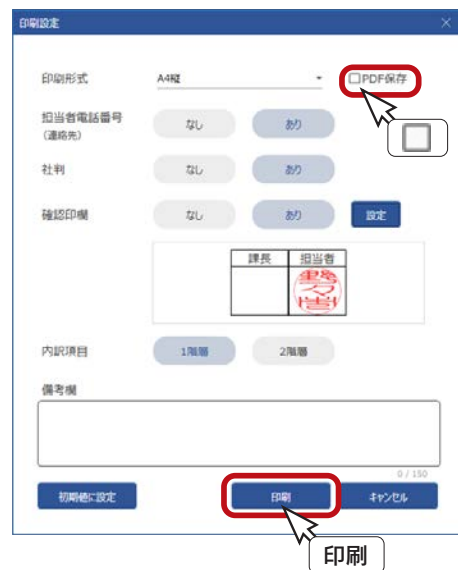 印刷設定
印刷形式 A4縦 PDF保存
担当者電話番号 なし あり
(連絡先)
社判 なし あり
確認印欄 なし あり 設定
課長 担当者
内訳項目 1階層 2階層
備考欄
0 / 150
初期値に設定 印刷 キャンセル
印刷